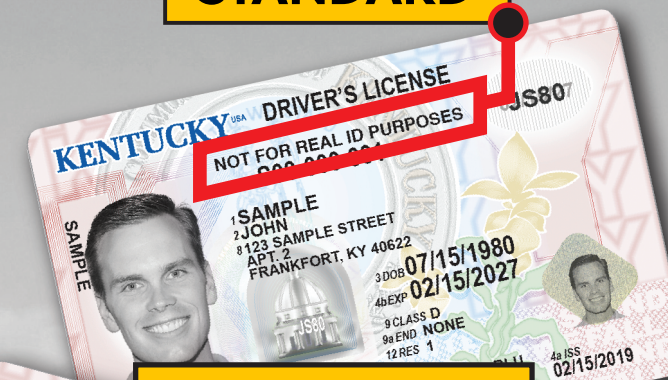 STANDARD
DRIVER'S LICENSE
KENTUCKY USA
NOT FOR REAL ID PURPOSES
JS807
SAMPLE
1 SAMPLE
2 JOHN
8 123 SAMPLE STREET
APT. 2
FRANKFORT, KY 40622
3 DOB 07/15/1980
4b EXP 02/15/2027
JS80
9 CLASS D
9a END NONE
12 RES 1
4a ISS
02/15/2019